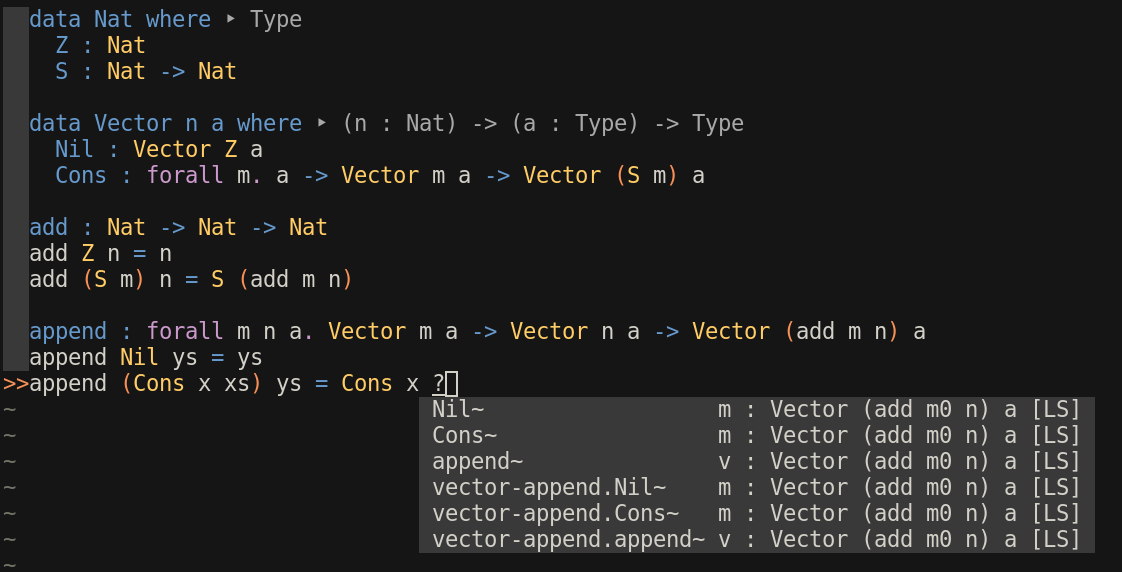 data Nat where ‣ Type
  Z : Nat
  S : Nat -> Nat

data Vector n a where ‣ (n : Nat) -> (a : Type) -> Type
  Nil : Vector Z a
  Cons : forall m. a -> Vector m a -> Vector (S m) a

add : Nat -> Nat -> Nat
add Z n = n
add (S m) n = S (add m n)

append : forall m n a. Vector m a -> Vector n a -> Vector (add m n) a
append Nil ys = ys
>>append (Cons x xs) ys = Cons x ?
~ Nil~ m : Vector (add m0 n) a [LS]
~ Cons~ m : Vector (add m0 n) a [LS]
~ append~ v : Vector (add m0 n) a [LS]
~ vector-append.Nil~ m : Vector (add m0 n) a [LS]
~ vector-append.Cons~ m : Vector (add m0 n) a [LS]
~ vector-append.append~ v : Vector (add m0 n) a [LS]
~